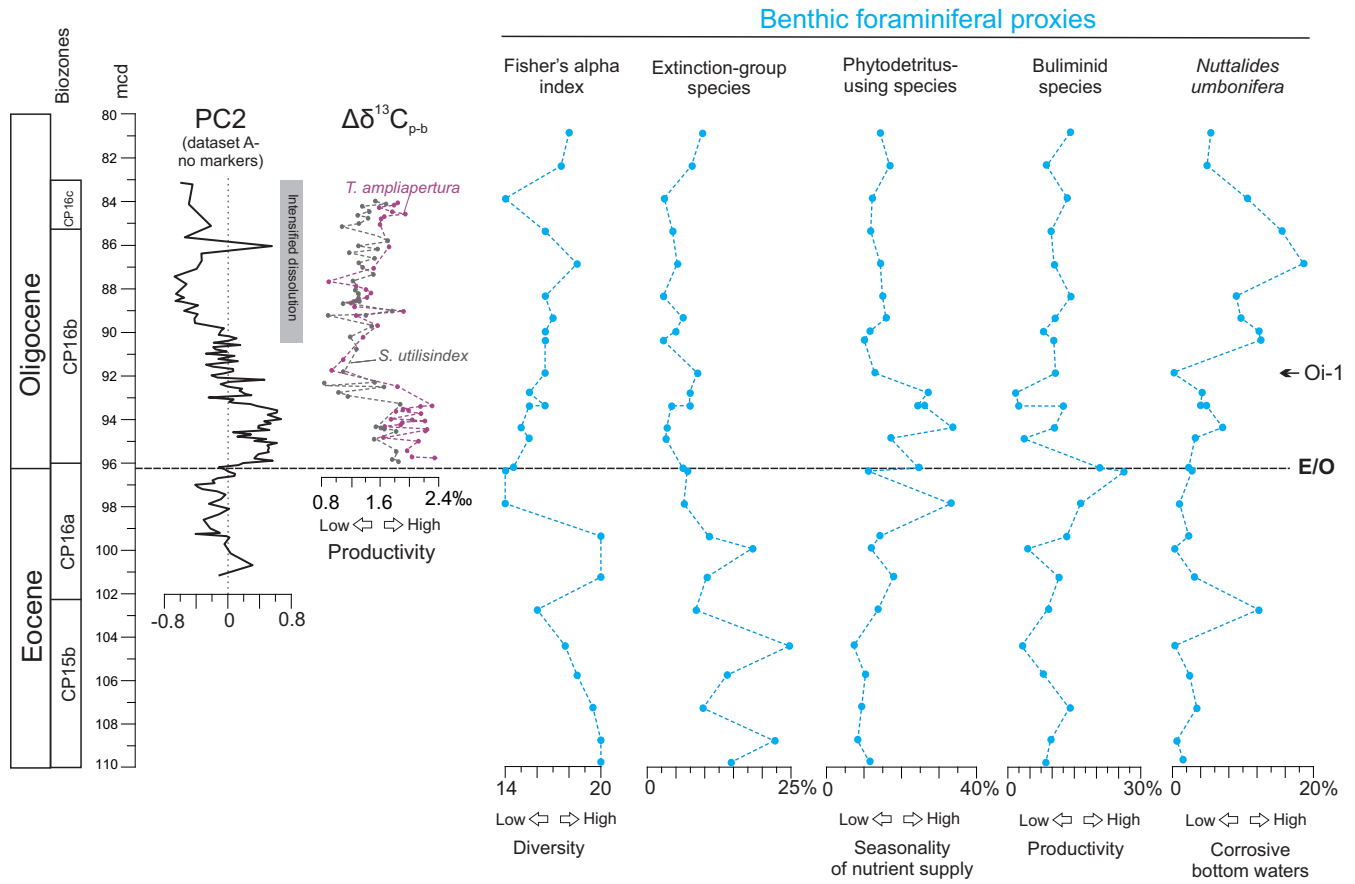 Benthic foraminiferal proxies
Biozones
mcd
Fisher's alpha
index
Extinction-group
species
Phytodetritus-
using species
Buliminid
species
Nuttalides
umbonifera
PC2
(dataset A-
no markers)
Δδ¹³Cp-b
80
82
84
86
88
90
92
94
96
98
100
102
104
106
108
110
Oligocene
Eocene
CP16c
CP16b
CP16a
CP15b
Intensified dissolution
T. ampliapertura
S. utilisindex
Oi-1
E/O
0.8 1.6 2.4‰
Low High
Productivity
-0.8 0 0.8
14 20
Low High
Diversity
0 25%
0 40%
Low High
Seasonality
of nutrient supply
0 30%
Low High
Productivity
0 20%
Low High
Corrosive
bottom waters